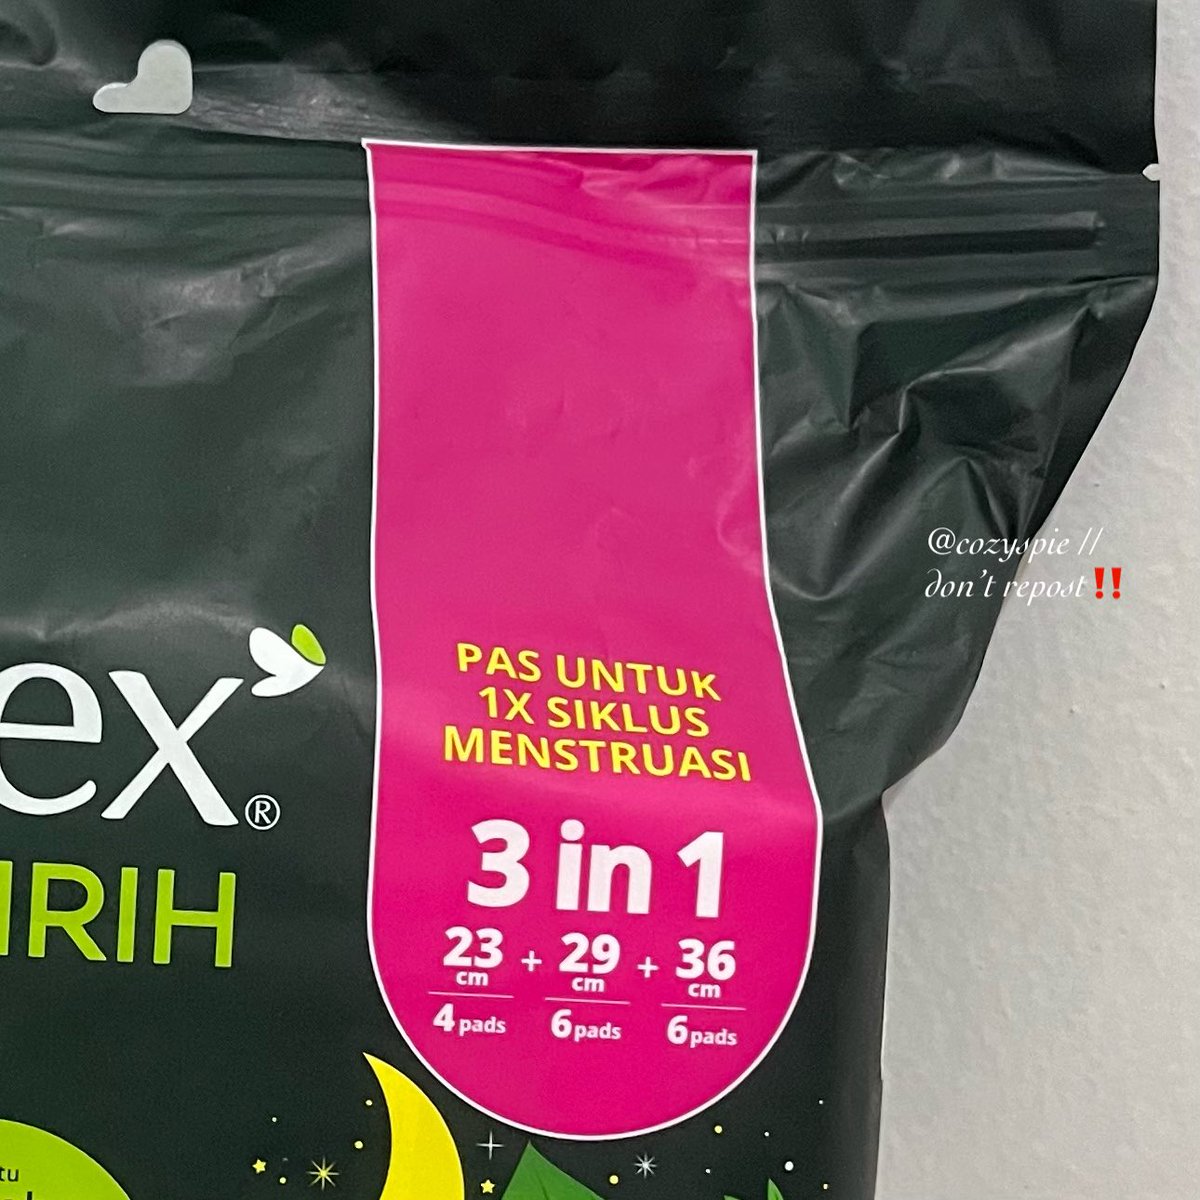 @cozyspie //
don't repost‼️
ex®
IRIH
PAS UNTUK
1X SIKLUS
MENSTRUASI
3 in 1
23 cm + 29 cm + 36 cm
4 pads 6 pads 6 pads
tu